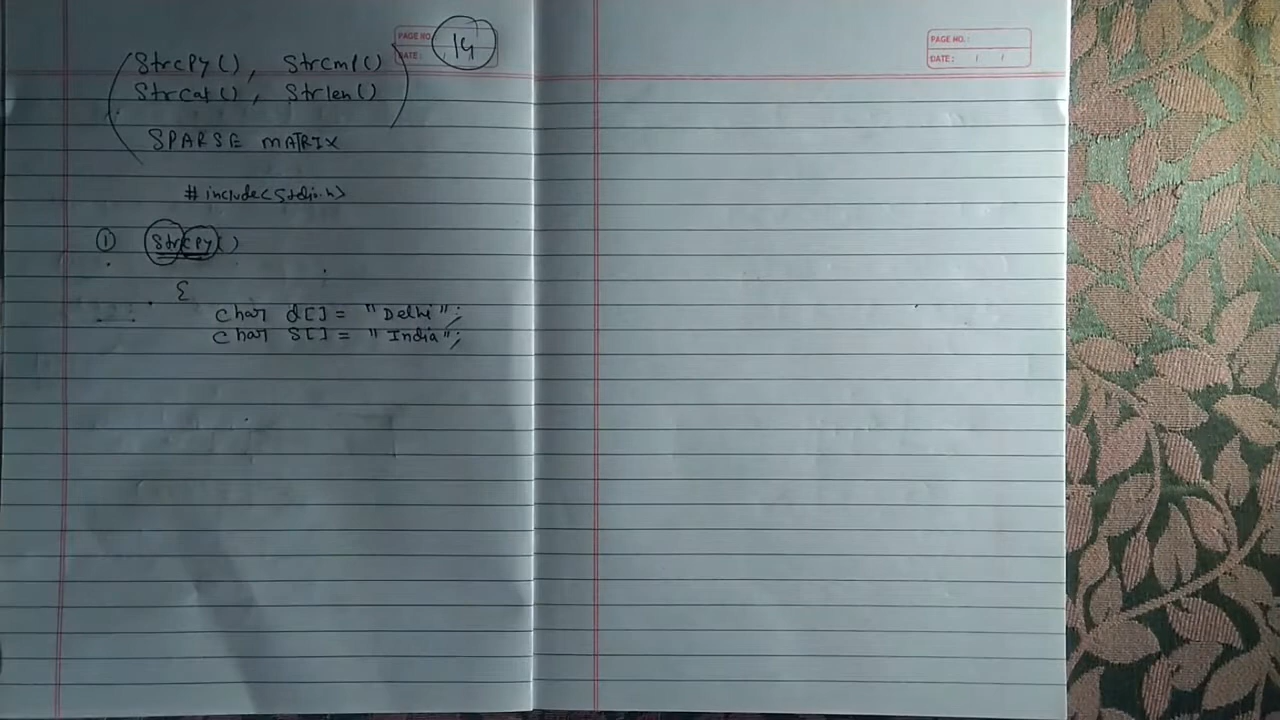 PAGE NO.
14
DATE:
Strcpy(), Strcmp()
Strcat(), Strlen()
SPARSE MATRIX
#include<stdio.h>
① Strcpy()
{
char d[] = "Delhi";
char S[] = "India";
PAGE NO.:
DATE: / /